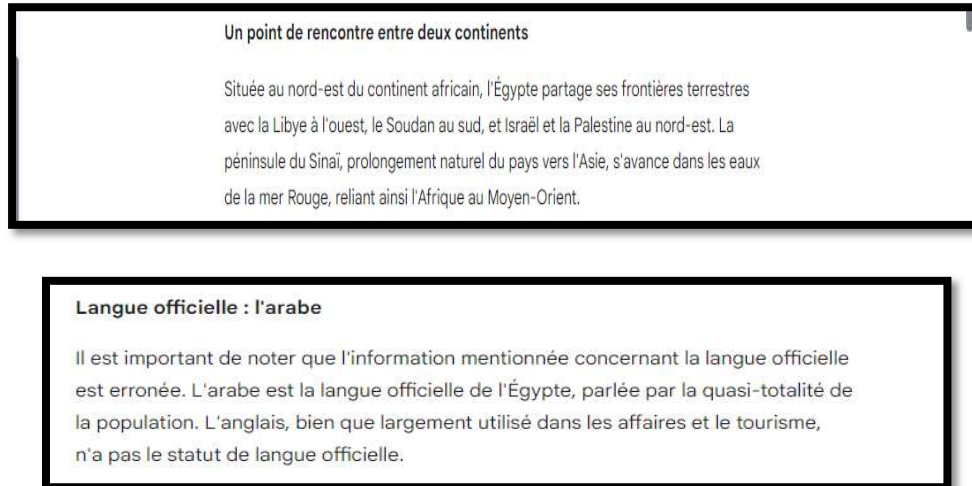 Un point de rencontre entre deux continents
Située au nord-est du continent africain, l'Égypte partage ses frontières terrestres
avec la Libye à l'ouest, le Soudan au sud, et Israël et la Palestine au nord-est. La
péninsule du Sinaï, prolongement naturel du pays vers l'Asie, s'avance dans les eaux
de la mer Rouge, reliant ainsi l'Afrique au Moyen-Orient.
Langue officielle : l'arabe
Il est important de noter que l'information mentionnée concernant la langue officielle
est erronée. L'arabe est la langue officielle de l'Égypte, parlée par la quasi-totalité de
la population. L'anglais, bien que largement utilisé dans les affaires et le tourisme,
n'a pas le statut de langue officielle.